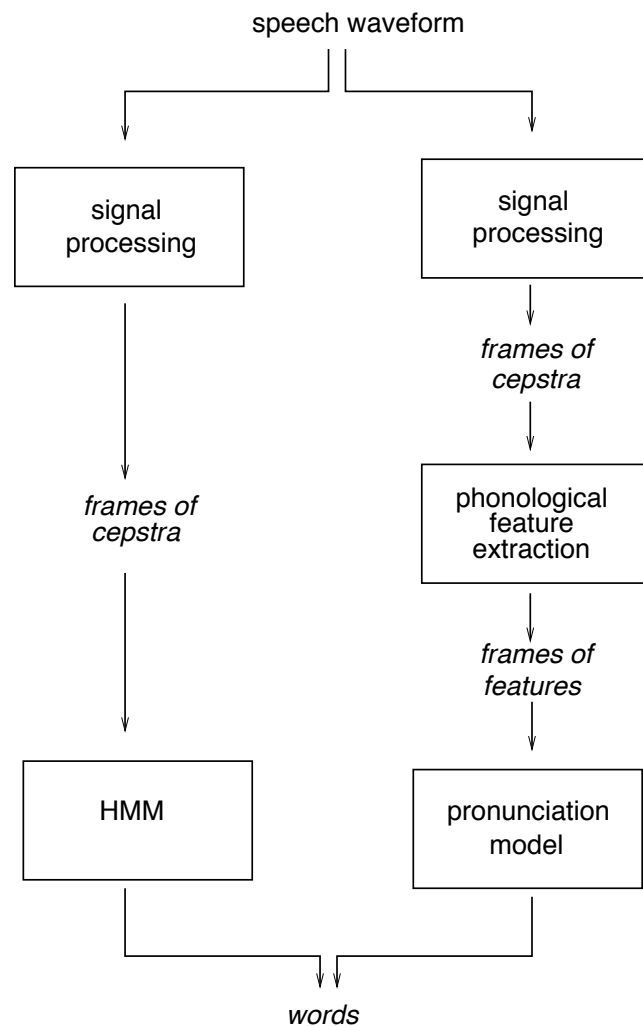 speech waveform
signal
processing
signal
processing
frames of
cepstra
frames of
cepstra
phonological
feature
extraction
frames of
features
HMM
pronunciation
model
words